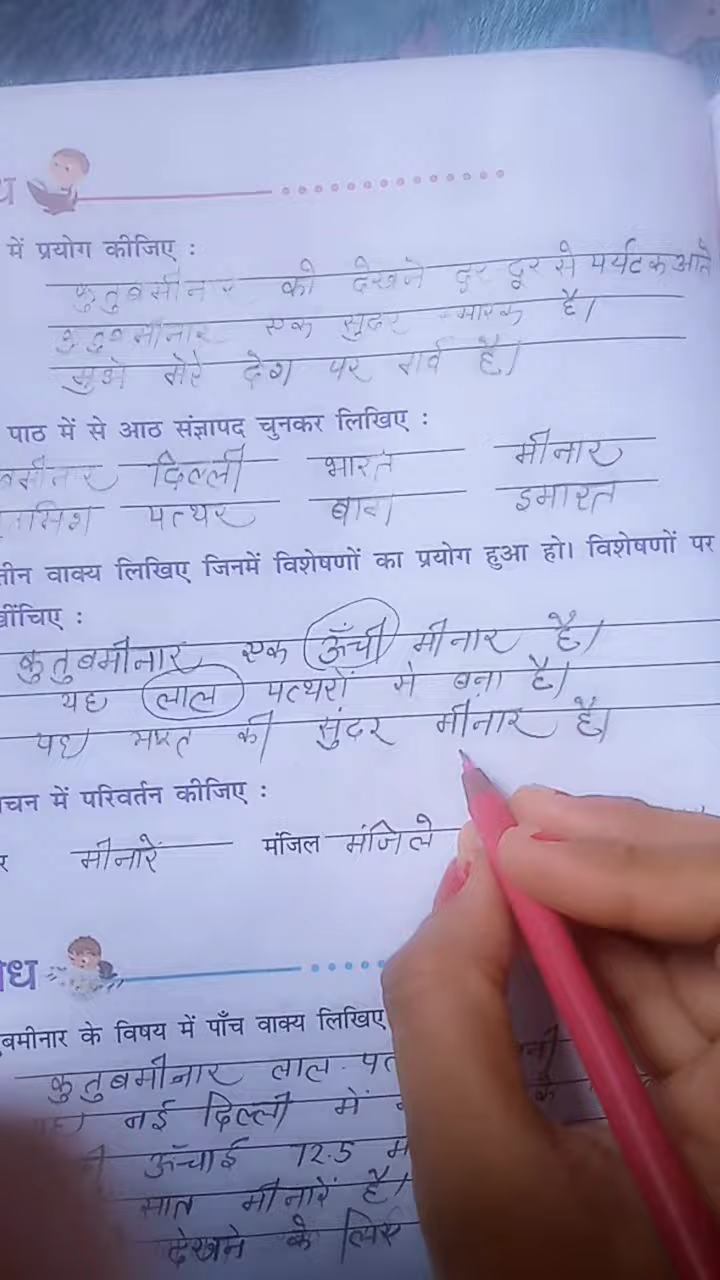 में प्रयोग कीजिए :
कुतुबमीनार को देखने दूर दूर से पर्यटक आते
कुतुबमीनार एक सुंदर स्मारक है।
मुझे मेरे देश पर गर्व है।
पाठ में से आठ संज्ञापद चुनकर लिखिए :
दिल्ली भारत मीनार
पत्थर बाग इमारत
तीन वाक्य लिखिए जिनमें विशेषणों का प्रयोग हुआ हो। विशेषणों पर
खींचिए :
कुतुबमीनार एक ऊँची मीनार है।
यह लाल पत्थरों से बना है।
यह भारत की सुंदर मीनार है।
वचन में परिवर्तन कीजिए :
मीनारें मंजिल मंजिले
कुतुबमीनार के विषय में पाँच वाक्य लिखिए
कुतुबमीनार लाल
यह नई दिल्ली में
ऊँचाई 72.5
सात मीनारें है।
देखने के लिए